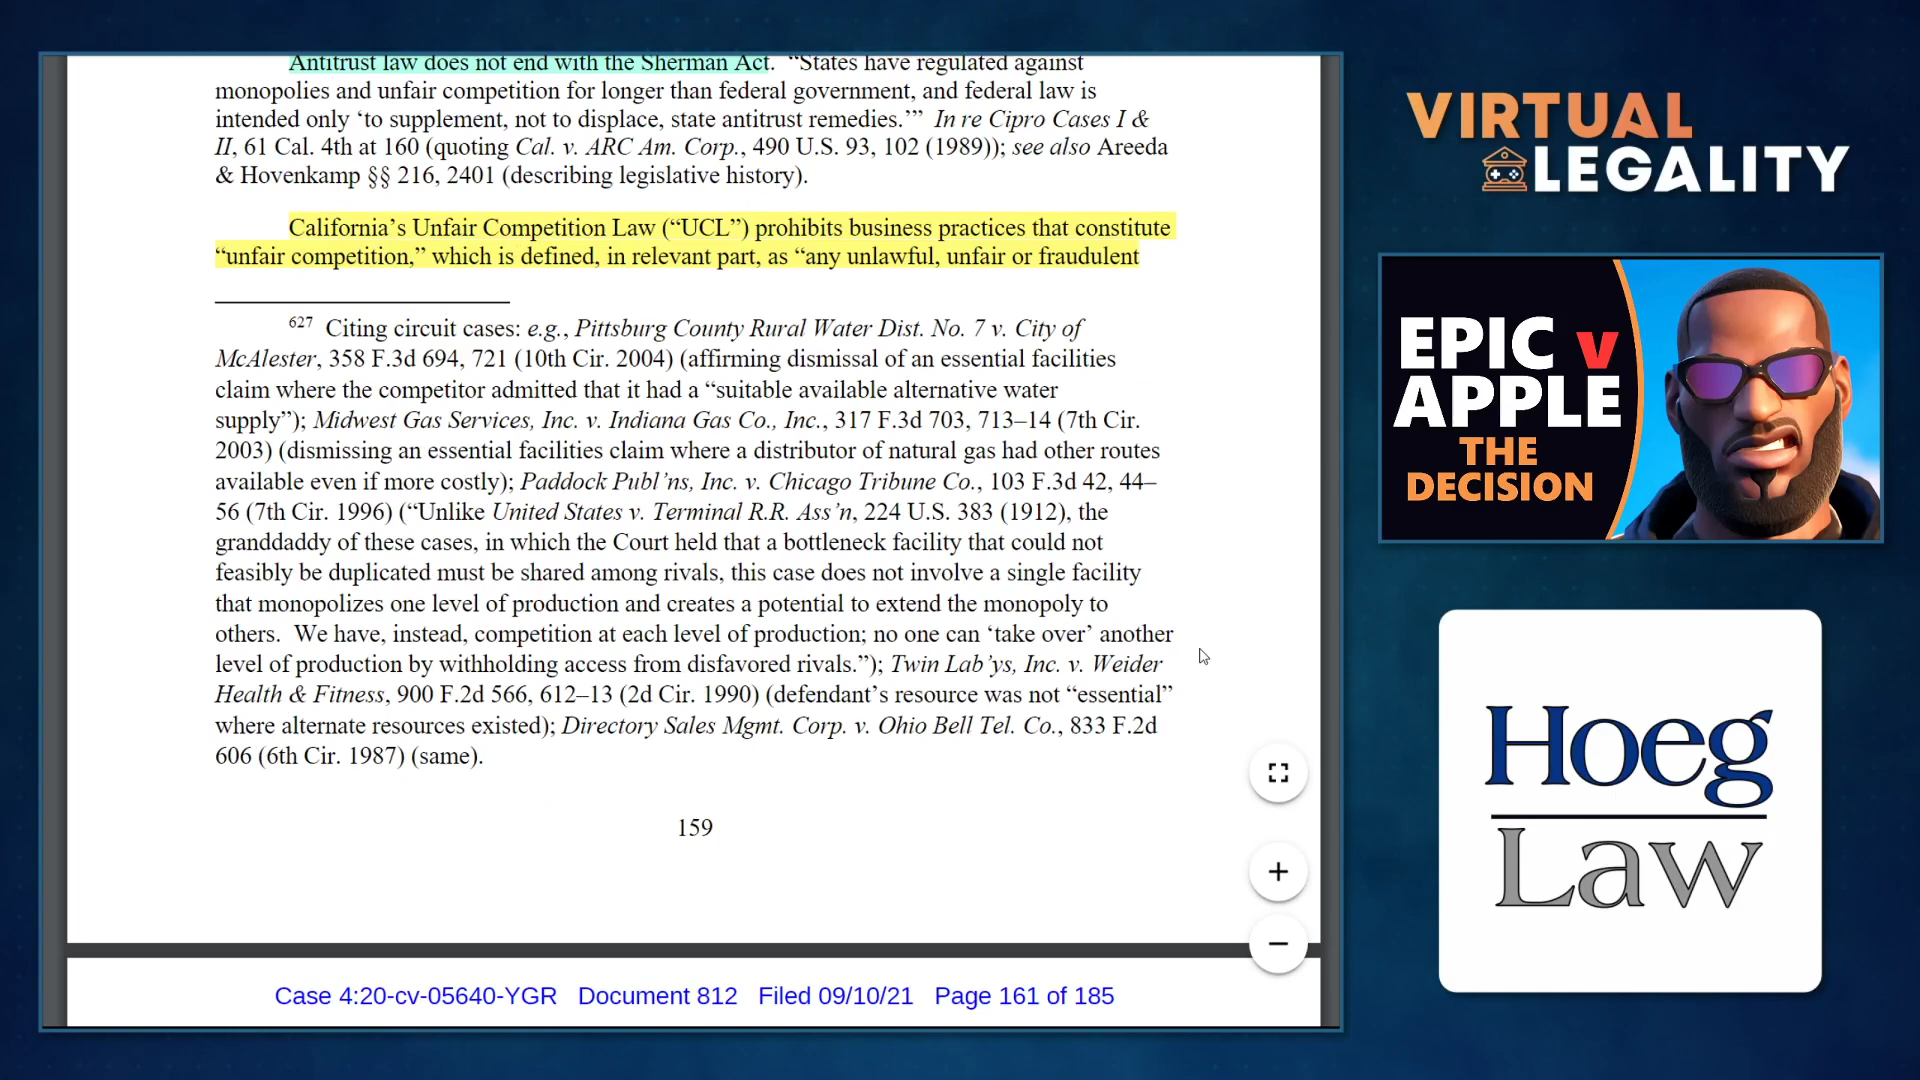 Antitrust law does not end with the Sherman Act. “States have regulated against
monopolies and unfair competition for longer than federal government, and federal law is
intended only ‘to supplement, not to displace, state antitrust remedies.’” In re Cipro Cases I &
II, 61 Cal. 4th at 160 (quoting Cal. v. ARC Am. Corp., 490 U.S. 93, 102 (1989)); see also Areeda
& Hovenkamp §§ 216, 2401 (describing legislative history).
California’s Unfair Competition Law (“UCL”) prohibits business practices that constitute
“unfair competition,” which is defined, in relevant part, as “any unlawful, unfair or fraudulent
627 Citing circuit cases: e.g., Pittsburg County Rural Water Dist. No. 7 v. City of
McAlester, 358 F.3d 694, 721 (10th Cir. 2004) (affirming dismissal of an essential facilities
claim where the competitor admitted that it had a “suitable available alternative water
supply”); Midwest Gas Services, Inc. v. Indiana Gas Co., Inc., 317 F.3d 703, 713–14 (7th Cir.
2003) (dismissing an essential facilities claim where a distributor of natural gas had other routes
available even if more costly); Paddock Publ’ns, Inc. v. Chicago Tribune Co., 103 F.3d 42, 44–
56 (7th Cir. 1996) (“Unlike United States v. Terminal R.R. Ass’n, 224 U.S. 383 (1912), the
granddaddy of these cases, in which the Court held that a bottleneck facility that could not
feasibly be duplicated must be shared among rivals, this case does not involve a single facility
that monopolizes one level of production and creates a potential to extend the monopoly to
others. We have, instead, competition at each level of production; no one can ‘take over’ another
level of production by withholding access from disfavored rivals.”); Twin Lab’ys, Inc. v. Weider
Health & Fitness, 900 F.2d 566, 612–13 (2d Cir. 1990) (defendant’s resource was not “essential”
where alternate resources existed); Directory Sales Mgmt. Corp. v. Ohio Bell Tel. Co., 833 F.2d
606 (6th Cir. 1987) (same).
159
Case 4:20-cv-05640-YGR Document 812 Filed 09/10/21 Page 161 of 185
VIRTUAL
LEGALITY
EPIC v
APPLE
THE
DECISION
Hoeg
Law